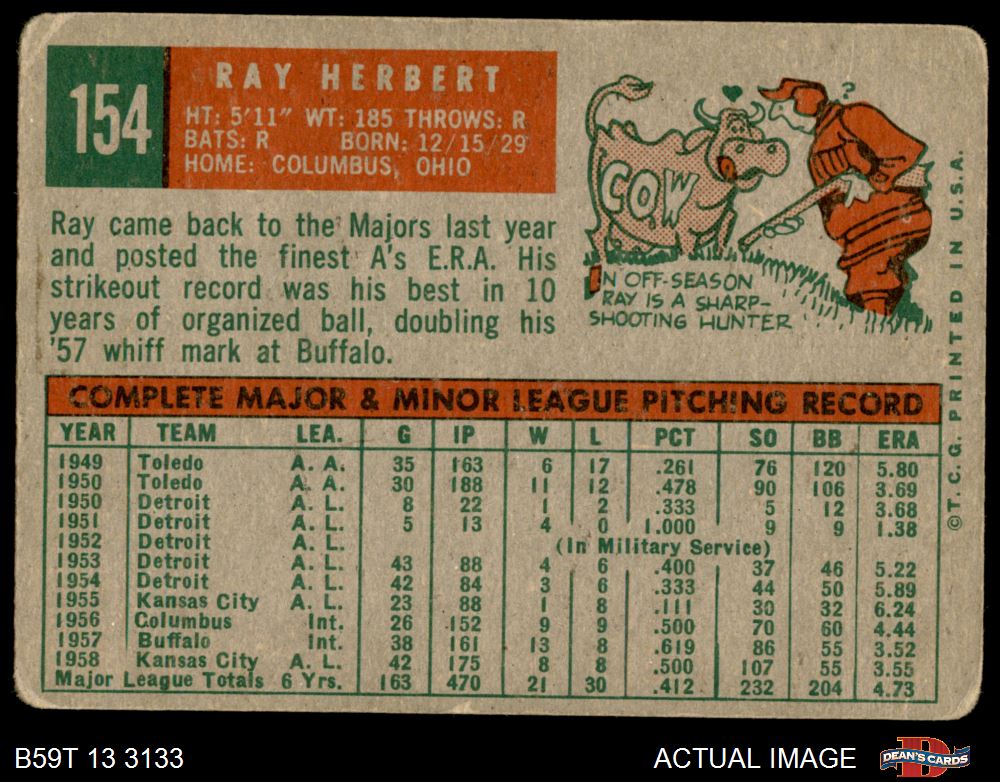 154
RAY HERBERT
HT: 5'11" WT: 185 THROWS: R
BATS: R BORN: 12/15/29
HOME: COLUMBUS, OHIO
Ray came back to the Majors last year
and posted the finest A's E.R.A. His
strikeout record was his best in 10
years of organized ball, doubling his
'57 whiff mark at Buffalo.
?
COW
IN OFF-SEASON
RAY IS A SHARP-
SHOOTING HUNTER
©T.C.G. PRINTED IN U.S.A.
COMPLETE MAJOR & MINOR LEAGUE PITCHING RECORD
YEAR TEAM LEA. G IP W L PCT SO BB ERA
1949 Toledo A. A. 35 163 6 17 .261 76 120 5.80
1950 Toledo A. A. 30 188 11 12 .478 90 106 3.69
1950 Detroit A. L. 8 22 1 2 .333 5 12 3.68
1951 Detroit A. L. 5 13 4 0 1.000 9 9 1.38
1952 Detroit A. L. (In Military Service)
1953 Detroit A. L. 43 88 4 6 .400 37 46 5.22
1954 Detroit A. L. 42 84 3 6 .333 44 50 5.89
1955 Kansas City A. L. 23 88 1 8 .111 30 32 6.24
1956 Columbus Int. 26 152 9 9 .500 70 60 4.44
1957 Buffalo Int. 38 161 13 8 .619 86 55 3.52
1958 Kansas City A. L. 42 175 8 8 .500 107 55 3.55
Major League Totals 6 Yrs. 163 470 21 30 .412 232 204 4.73
B59T 13 3133
ACTUAL IMAGE
DEAN'S CARDS